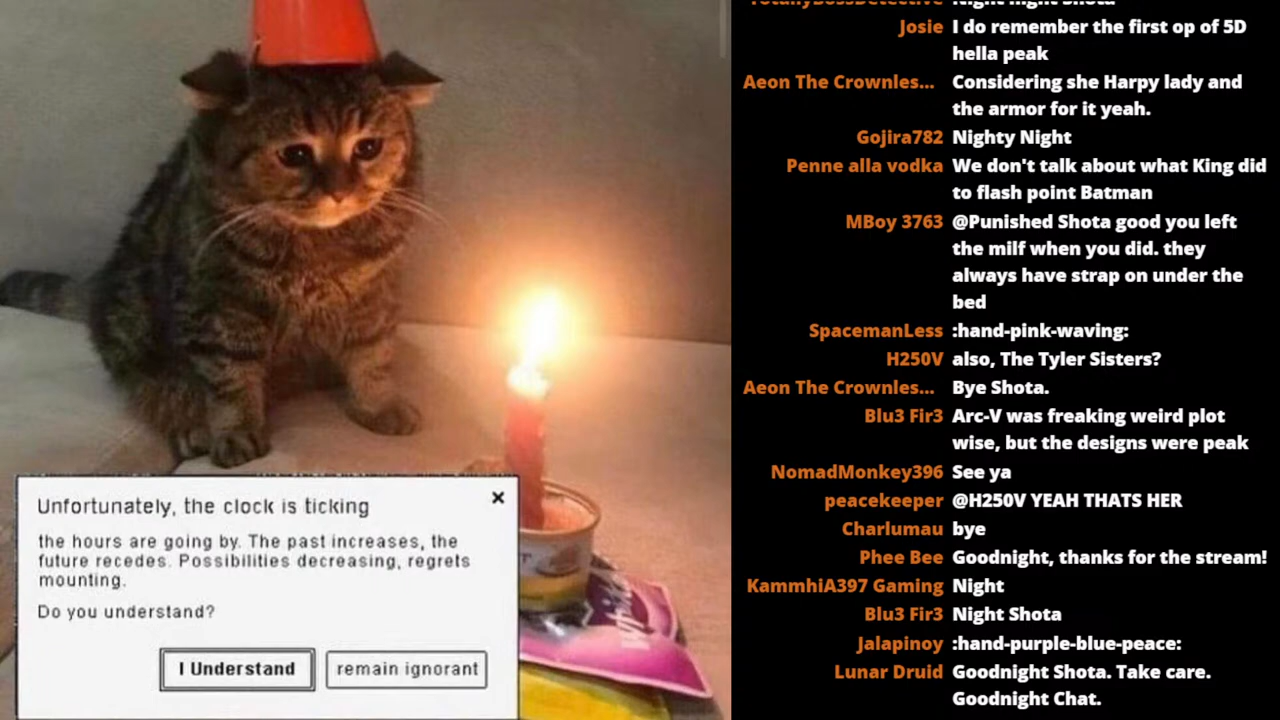 Unfortunately, the clock is ticking
the hours are going by. The past increases, the
future recedes. Possibilities decreasing, regrets
mounting.
Do you understand?
I Understand
remain ignorant
Josie I do remember the first op of 5D
hella peak
Aeon The Crownles... Considering she Harpy lady and
the armor for it yeah.
Gojira782 Nighty Night
Penne alla vodka We don't talk about what King did
to flash point Batman
MBoy 3763 @Punished Shota good you left
the milf when you did. they
always have strap on under the
bed
SpacemanLess :hand-pink-waving:
H250V also, The Tyler Sisters?
Aeon The Crownles... Bye Shota.
Blu3 Fir3 Arc-V was freaking weird plot
wise, but the designs were peak
NomadMonkey396 See ya
peacekeeper @H250V YEAH THATS HER
Charlumau bye
Phee Bee Goodnight, thanks for the stream!
KammhiA397 Gaming Night
Blu3 Fir3 Night Shota
Jalapinoy :hand-purple-blue-peace:
Lunar Druid Goodnight Shota. Take care.
Goodnight Chat.